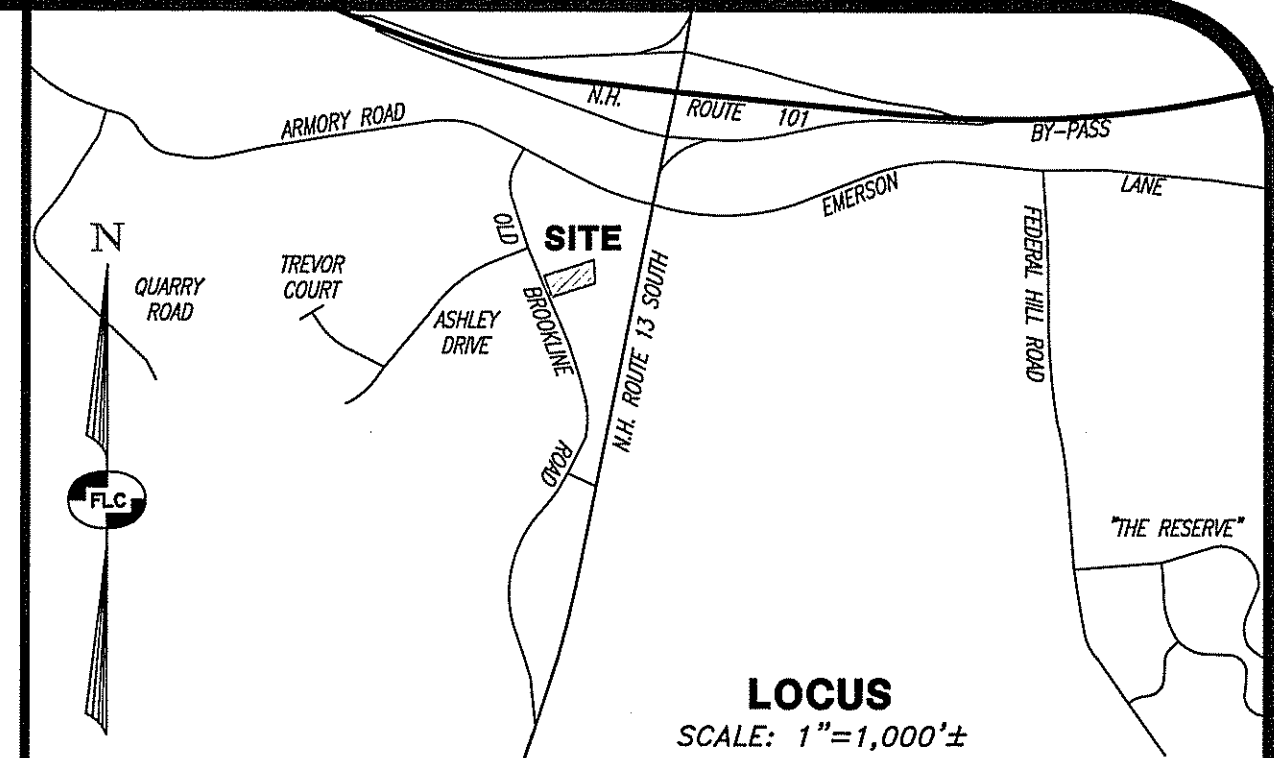 N.H. ROUTE 101 BY-PASS
ARMORY ROAD
EMERSON LANE
OLD BROOKLINE ROAD
SITE
N
QUARRY
ROAD
TREVOR
COURT
ASHLEY
DRIVE
N.H. ROUTE 13 SOUTH
FEDERAL HILL ROAD
FLC
"THE RESERVE"
LOCUS
SCALE: 1"=1,000'±